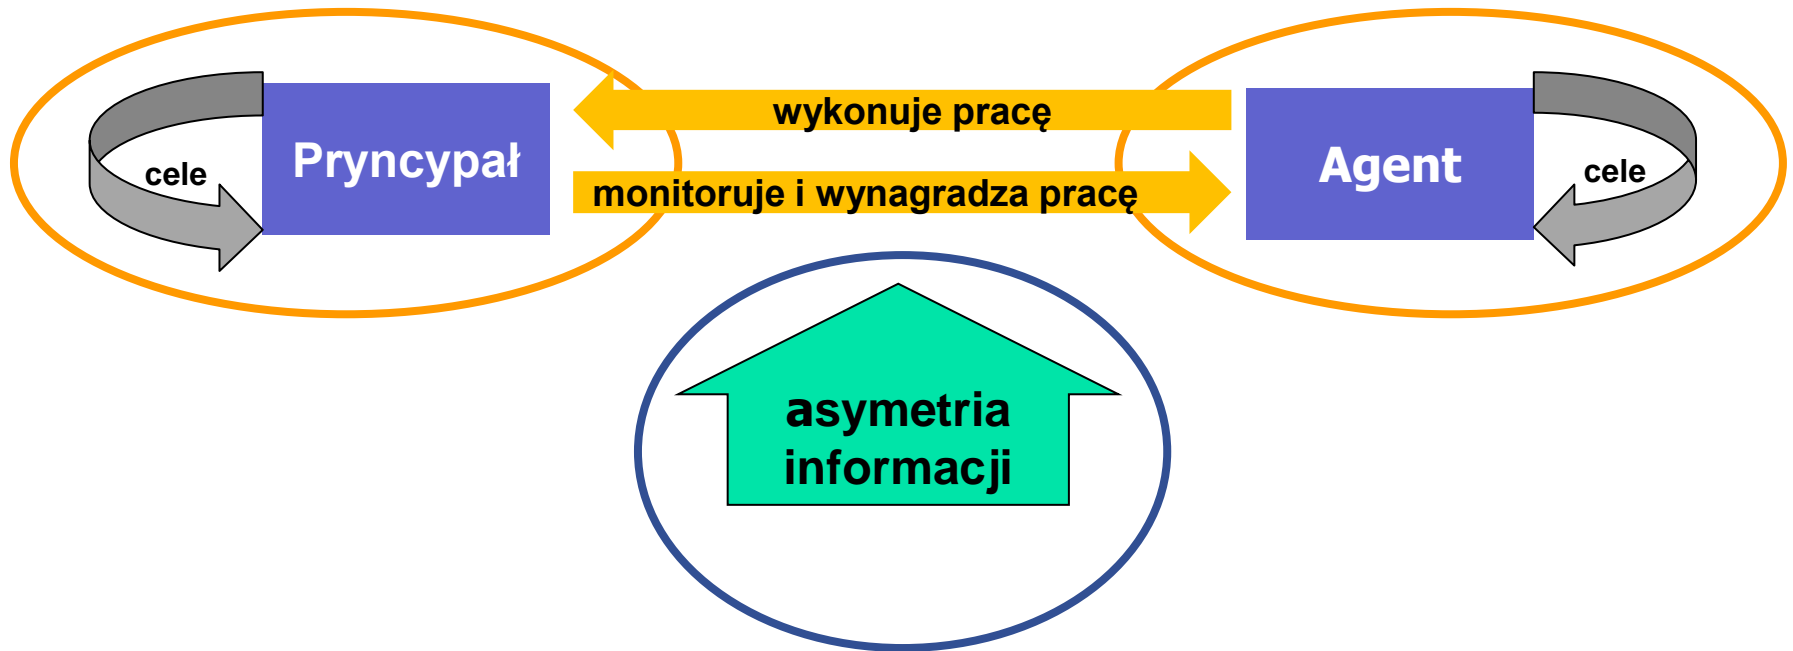 wykonuje pracę
Pryncypał
Agent
cele
cele
monitoruje i wynagradza pracę
asymetria
informacji